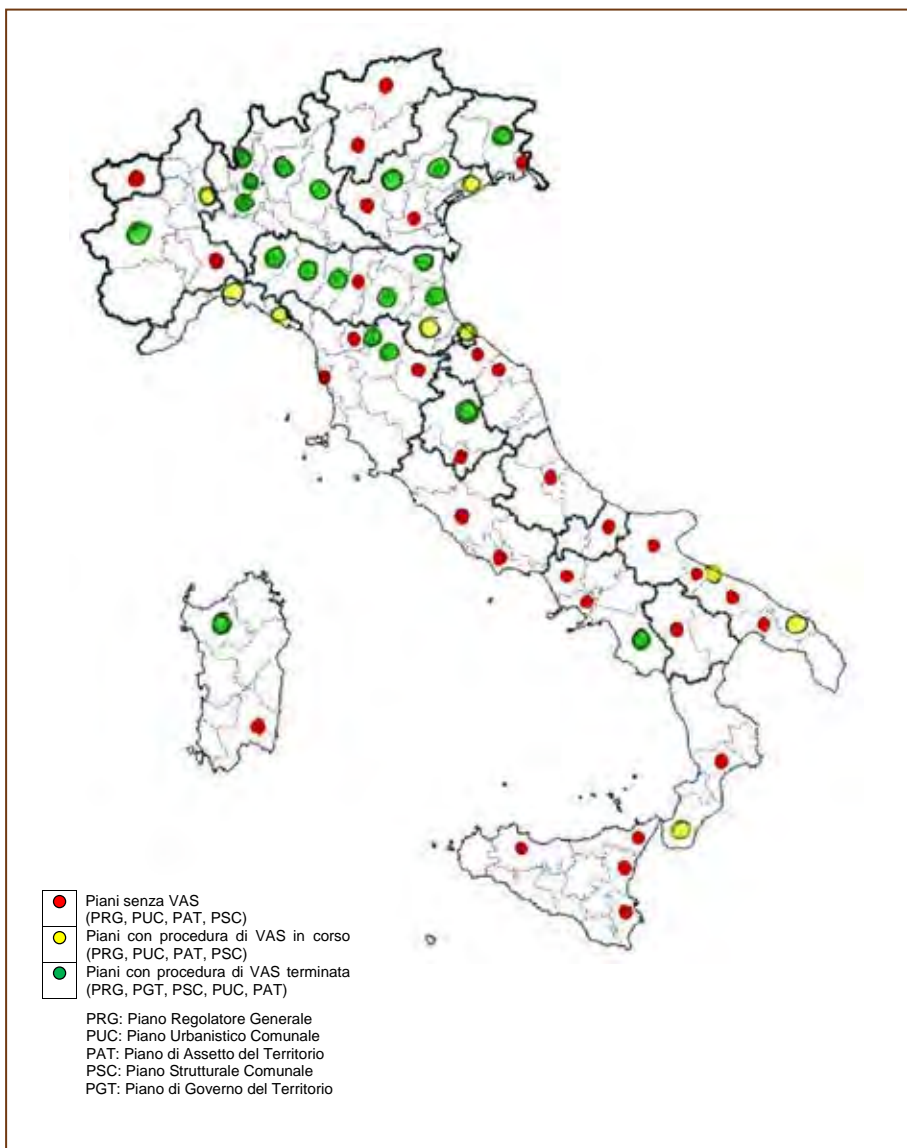 Piani senza VAS
(PRG, PUC, PAT, PSC)
Piani con procedura di VAS in corso
(PRG, PUC, PAT, PSC)
Piani con procedura di VAS terminata
(PRG, PGT, PSC, PUC, PAT)
PRG: Piano Regolatore Generale
PUC: Piano Urbanistico Comunale
PAT: Piano di Assetto del Territorio
PSC: Piano Strutturale Comunale
PGT: Piano di Governo del Territorio